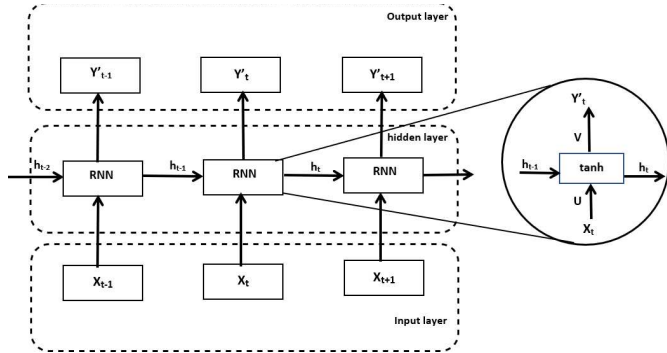 Output layer
Y'ₜ₋₁ Y'ₜ Y'ₜ₊₁
hidden layer
hₜ₋₂ RNN hₜ₋₁ RNN hₜ RNN
Xₜ₋₁ Xₜ Xₜ₊₁
Input layer
Y'ₜ
V
hₜ₋₁ tanh hₜ
U
Xₜ